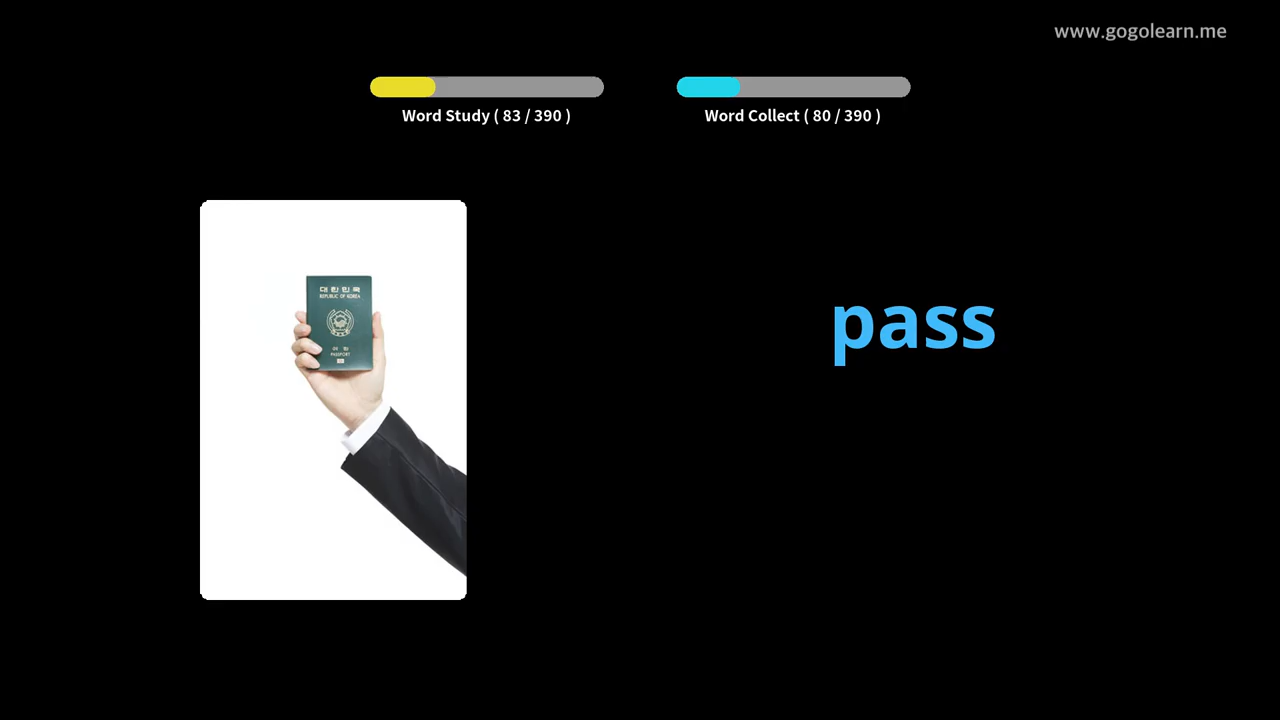 www.gogolearn.me
Word Study ( 83 / 390 )
Word Collect ( 80 / 390 )
대한민국
REPUBLIC OF KOREA
여 권
PASSPORT
pass